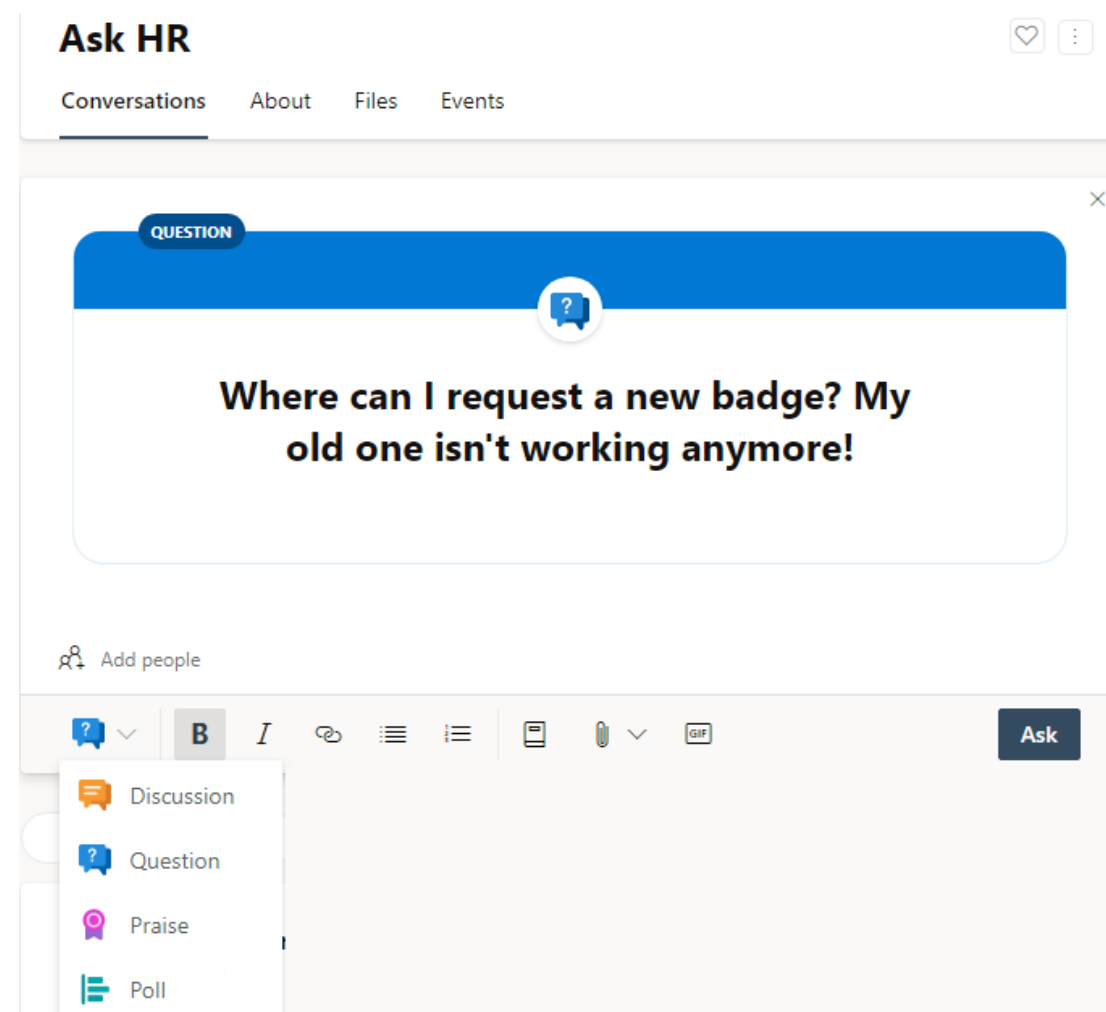 Ask HR
Conversations About Files Events
QUESTION
Where can I request a new badge? My
old one isn't working anymore!
Add people
B I GIF Ask
Discussion
Question
Praise
Poll